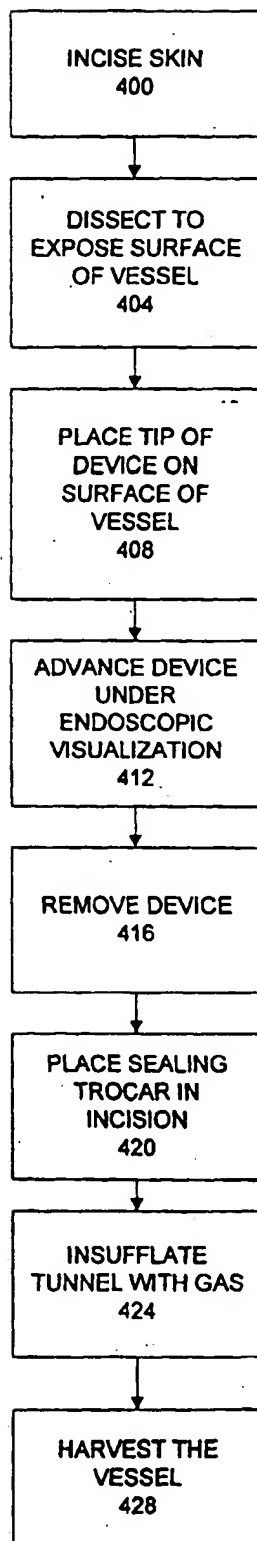 INCISE SKIN
400
DISSECT TO
EXPOSE SURFACE
OF VESSEL
404
PLACE TIP OF
DEVICE ON
SURFACE OF
VESSEL
408
ADVANCE DEVICE
UNDER
ENDOSCOPIC
VISUALIZATION
412
REMOVE DEVICE
416
PLACE SEALING
TROCAR IN
INCISION
420
INSUFFLATE
TUNNEL WITH GAS
424
HARVEST THE
VESSEL
428